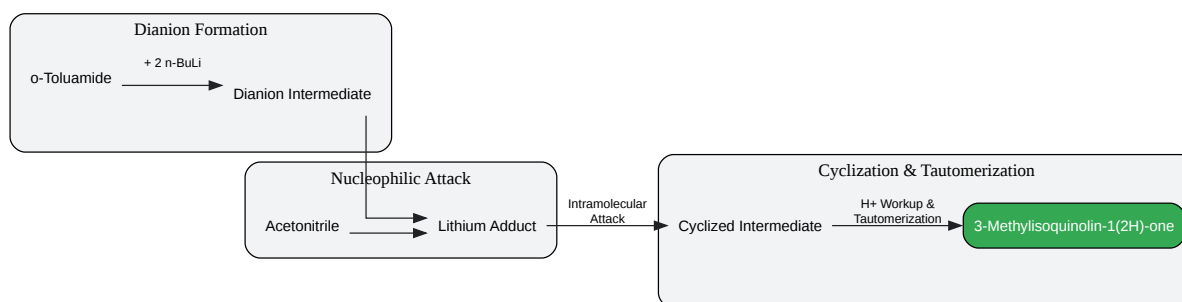 Dianion Formation
o-Toluamide
+ 2 n-BuLi
Dianion Intermediate
Nucleophilic Attack
Acetonitrile
Lithium Adduct
Intramolecular
Attack
Cyclization & Tautomerization
Cyclized Intermediate
H+ Workup &
Tautomerization
3-Methylisoquinolin-1(2H)-one